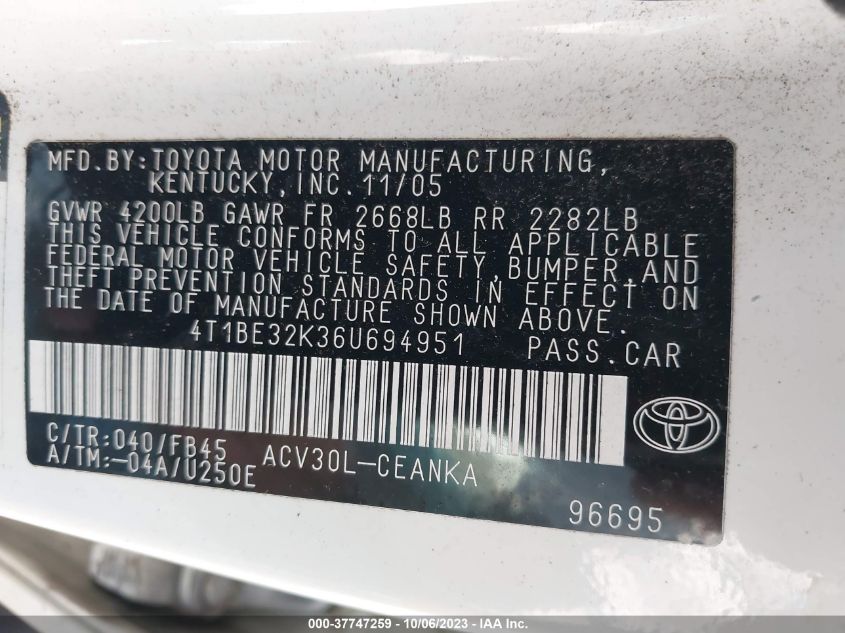 MFD.BY:TOYOTA MOTOR MANUFACTURING,
KENTUCKY,INC.11/05
GVWR 4200LB GAWR FR 2668LB RR 2282LB
THIS VEHICLE CONFORMS TO ALL APPLICABLE
FEDERAL MOTOR VEHICLE SAFETY,BUMPER,AND
THEFT PREVENTION STANDARDS IN EFFECT ON
THE DATE OF MANUFACTURE SHOWN ABOVE.
4T1BE32K36U694951 PASS.CAR
C/TR:040/FB45 ACV30L-CEANKA
A/TM:-04A/U250E
96695
000-37747259 - 10/06/2023 - IAA Inc.